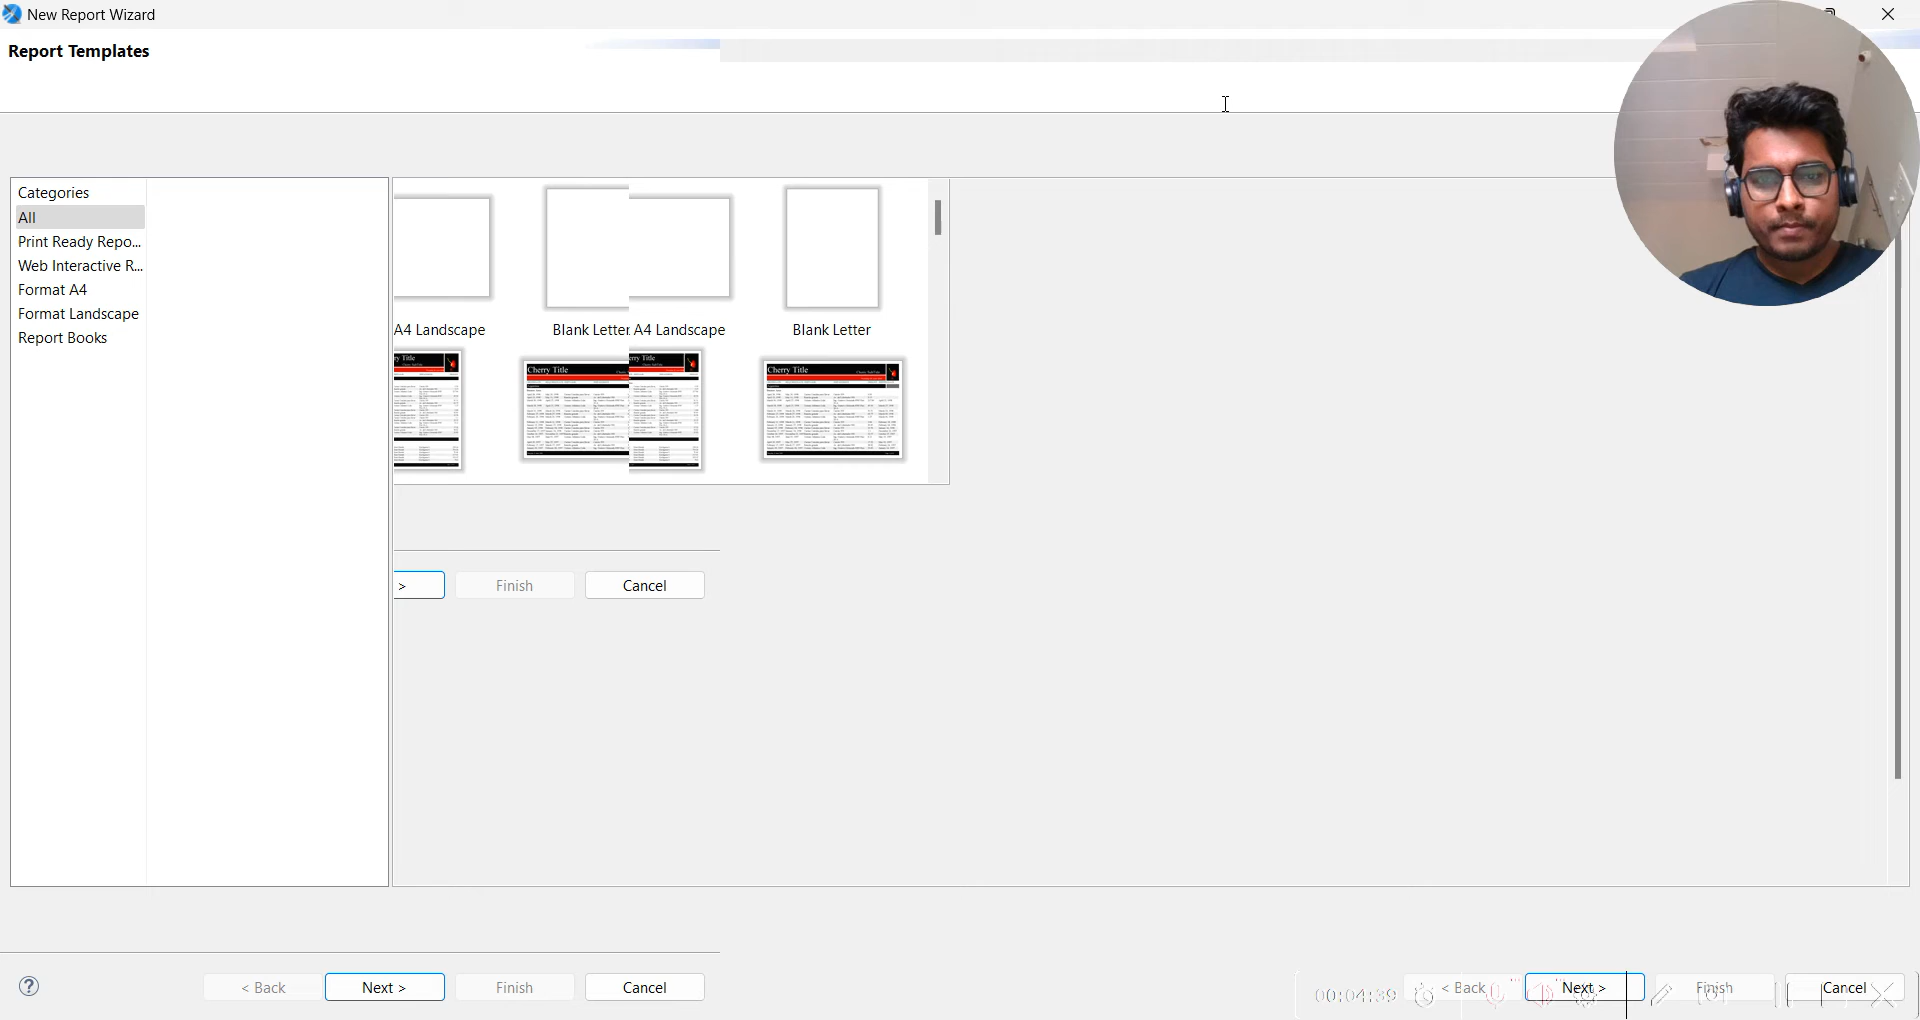 New Report Wizard
Report Templates
Categories
All
Print Ready Repo...
Web Interactive R...
Format A4
Format Landscape
Report Books
A4 Landscape
Blank Letter
A4 Landscape
Blank Letter
Cherry Title
Cherry Title
> Finish Cancel
< Back Next > Finish Cancel
00:04:39 < Back Next > Finish Cancel